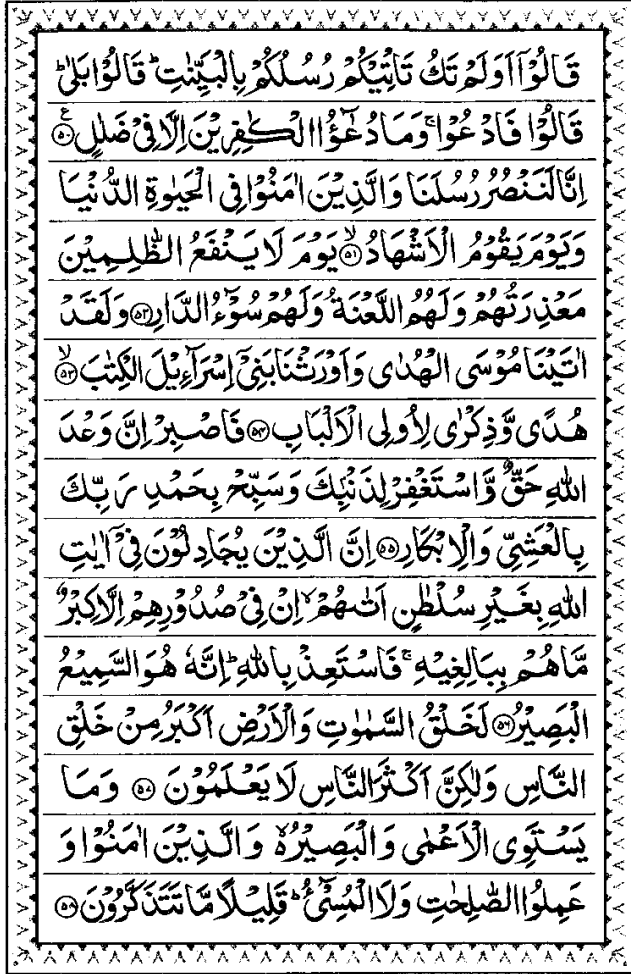 قَالُوْۤا اَوَلَمْ تَكُ تَاْتِيْكُمْ رُسُلُكُمْ بِالْبَيِّنٰتِ ؕ قَالُوْا بَلٰى ؕ
قَالُوْا فَادْعُوْا ۚ وَمَا دُعٰٓؤُا الْكٰفِرِيْنَ اِلَّا فِيْ ضَلٰلٍ ۧ ﴿۵۰﴾
اِنَّا لَنَنْصُرُ رُسُلَنَا وَالَّذِيْنَ اٰمَنُوْا فِي الْحَيٰوةِ الدُّنْيَا
وَيَوْمَ يَقُوْمُ الْاَشْهَادُ ۙ ﴿۵۱﴾ يَوْمَ لَا يَنْفَعُ الظّٰلِمِيْنَ
مَعْذِرَتُهُمْ وَلَهُمُ اللَّعْنَةُ وَلَهُمْ سُوْٓءُ الدَّارِ ﴿۵۲﴾ وَلَقَدْ
اٰتَيْنَا مُوْسَى الْهُدٰى وَاَوْرَثْنَا بَنِيْٓ اِسْرَآءِيْلَ الْكِتٰبَ ۙ ﴿۵۳﴾
هُدًى وَّذِكْرٰى لِاُولِى الْاَلْبَابِ ﴿۵۴﴾ فَاصْبِرْ اِنَّ وَعْدَ
اللّٰهِ حَقٌّ وَّاسْتَغْفِرْ لِذَنْۢبِكَ وَسَبِّحْ بِحَمْدِ رَبِّكَ
بِالْعَشِيِّ وَالْاِبْكَارِ ﴿۵۵﴾ اِنَّ الَّذِيْنَ يُجَادِلُوْنَ فِيْٓ اٰيٰتِ
اللّٰهِ بِغَيْرِ سُلْطٰنٍ اَتٰىهُمْ ۙ اِنْ فِيْ صُدُوْرِهِمْ اِلَّا كِبْرٌ
مَّا هُمْ بِبَالِغِيْهِ ۚ فَاسْتَعِذْ بِاللّٰهِ ؕ اِنَّهٗ هُوَ السَّمِيْعُ
الْبَصِيْرُ ﴿۵۶﴾ لَخَلْقُ السَّمٰوٰتِ وَالْاَرْضِ اَكْبَرُ مِنْ خَلْقِ
النَّاسِ وَلٰكِنَّ اَكْثَرَ النَّاسِ لَا يَعْلَمُوْنَ ﴿۵۷﴾ وَمَا
يَسْتَوِى الْاَعْمٰى وَالْبَصِيْرُ ۙ۬ وَالَّذِيْنَ اٰمَنُوْا وَ
عَمِلُوا الصّٰلِحٰتِ وَلَا الْمُسِيْٓءُ ؕ قَلِيْلًا مَّا تَتَذَكَّرُوْنَ ﴿۵۸﴾